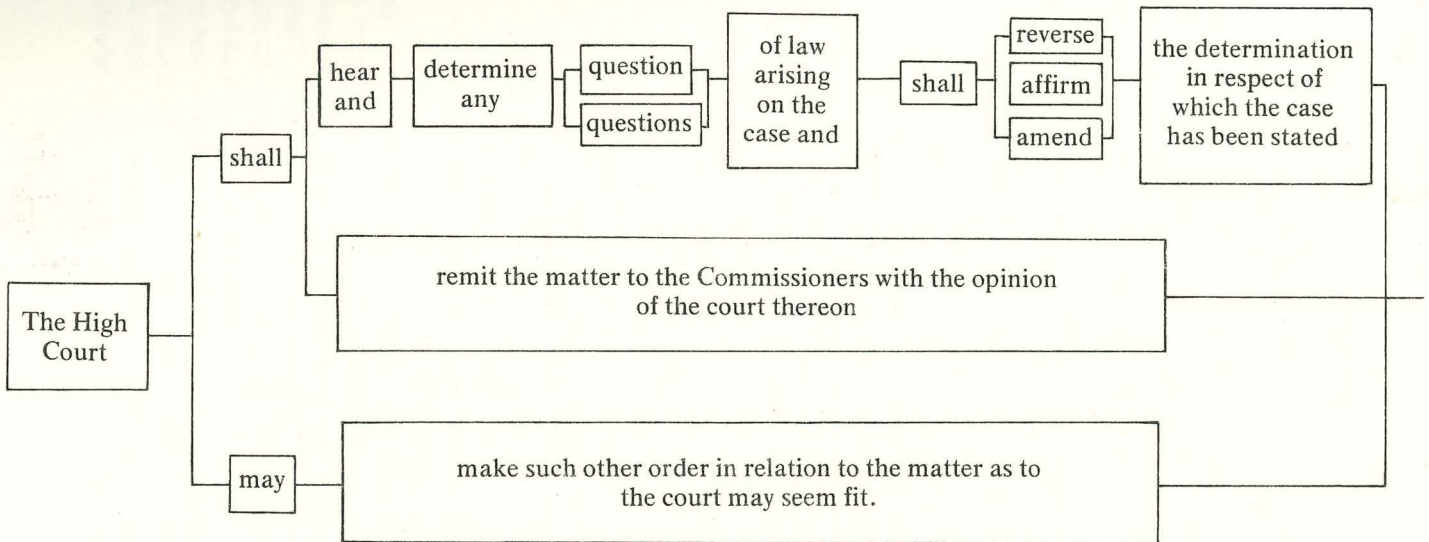 The High
Court
shall
hear
and
determine
any
question
questions
of law
arising
on the
case and
shall
reverse
affirm
amend
the determination
in respect of
which the case
has been stated
remit the matter to the Commissioners with the opinion
of the court thereon
may
make such other order in relation to the matter as to
the court may seem fit.